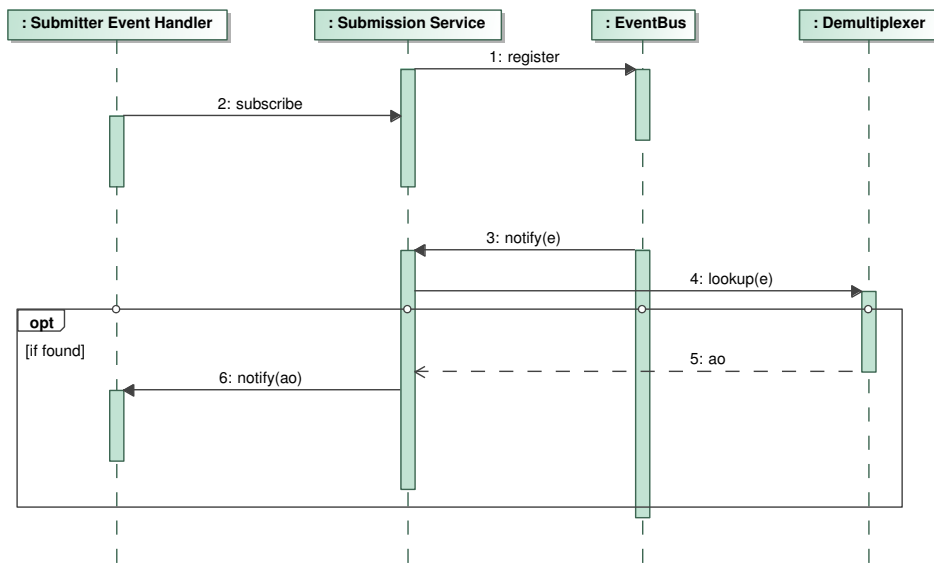 : Submitter Event Handler
: Submission Service
: EventBus
: Demultiplexer
1: register
2: subscribe
3: notify(e)
4: lookup(e)
opt
[if found]
5: ao
6: notify(ao)